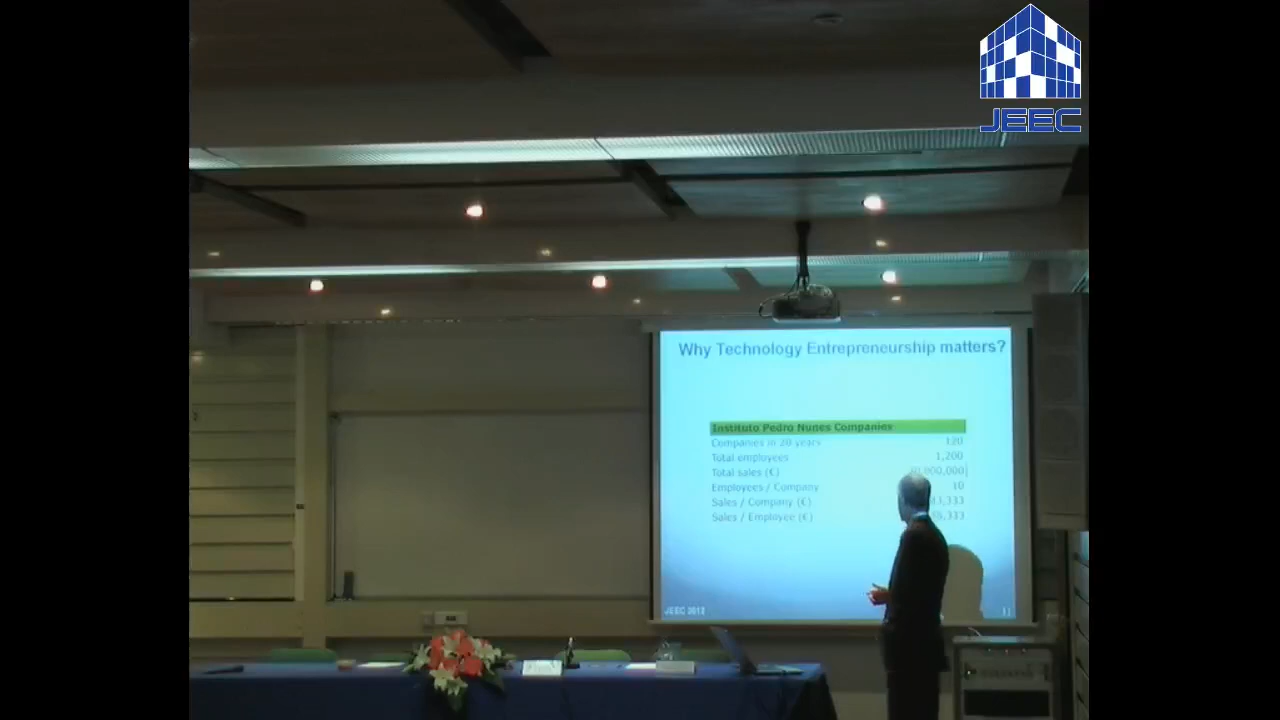 JEEC
Why Technology Entrepreneurship matters?
Instituto Pedro Nunes Companies
Companies in 20 years 120
Total employees 1,200
Total sales (€)
Employees / Company 10
Sales / Company (€)
Sales / Employee (€)
JEEC 2012 11